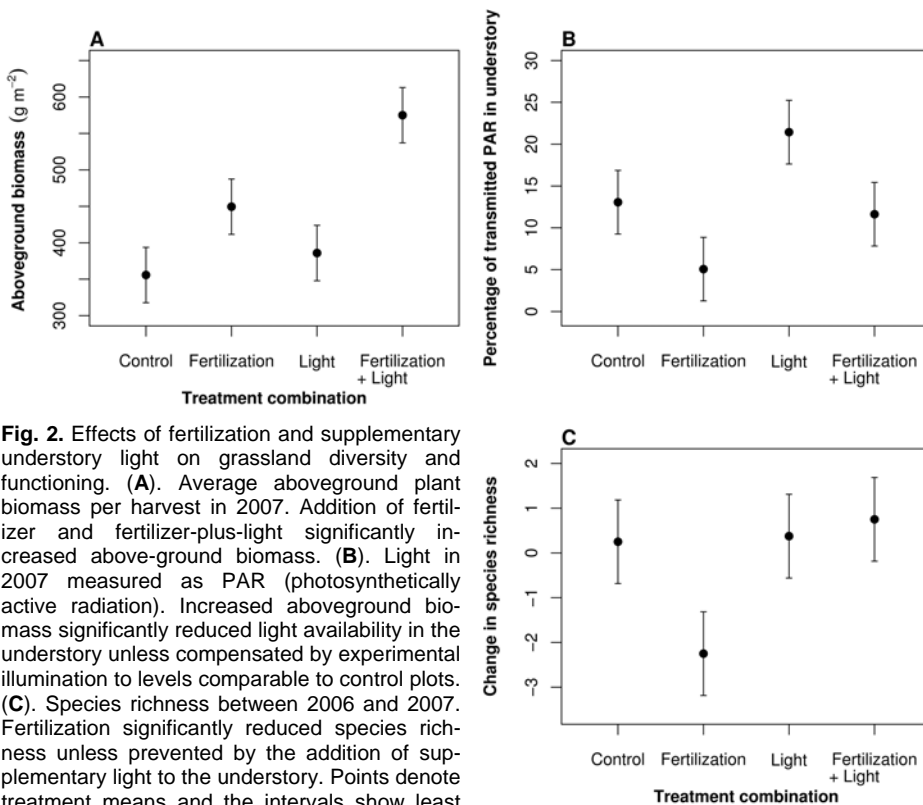 A
Aboveground biomass (g m−2)
600
500
400
300
Control Fertilization Light Fertilization
+ Light
Treatment combination
B
Percentage of transmitted PAR in understory
30
25
20
15
10
5
0
Control Fertilization Light Fertilization
+ Light
Fig. 2. Effects of fertilization and supplementary
understory light on grassland diversity and
functioning. (A). Average aboveground plant
biomass per harvest in 2007. Addition of fertil-
izer and fertilizer-plus-light significantly in-
creased above-ground biomass. (B). Light in
2007 measured as PAR (photosynthetically
active radiation). Increased aboveground bio-
mass significantly reduced light availability in the
understory unless compensated by experimental
illumination to levels comparable to control plots.
(C). Species richness between 2006 and 2007.
Fertilization significantly reduced species rich-
ness unless prevented by the addition of sup-
plementary light to the understory. Points denote
treatment means and the intervals show least
C
Change in species richness
2
1
0
−1
−2
−3
Control Fertilization Light Fertilization
+ Light
Treatment combination